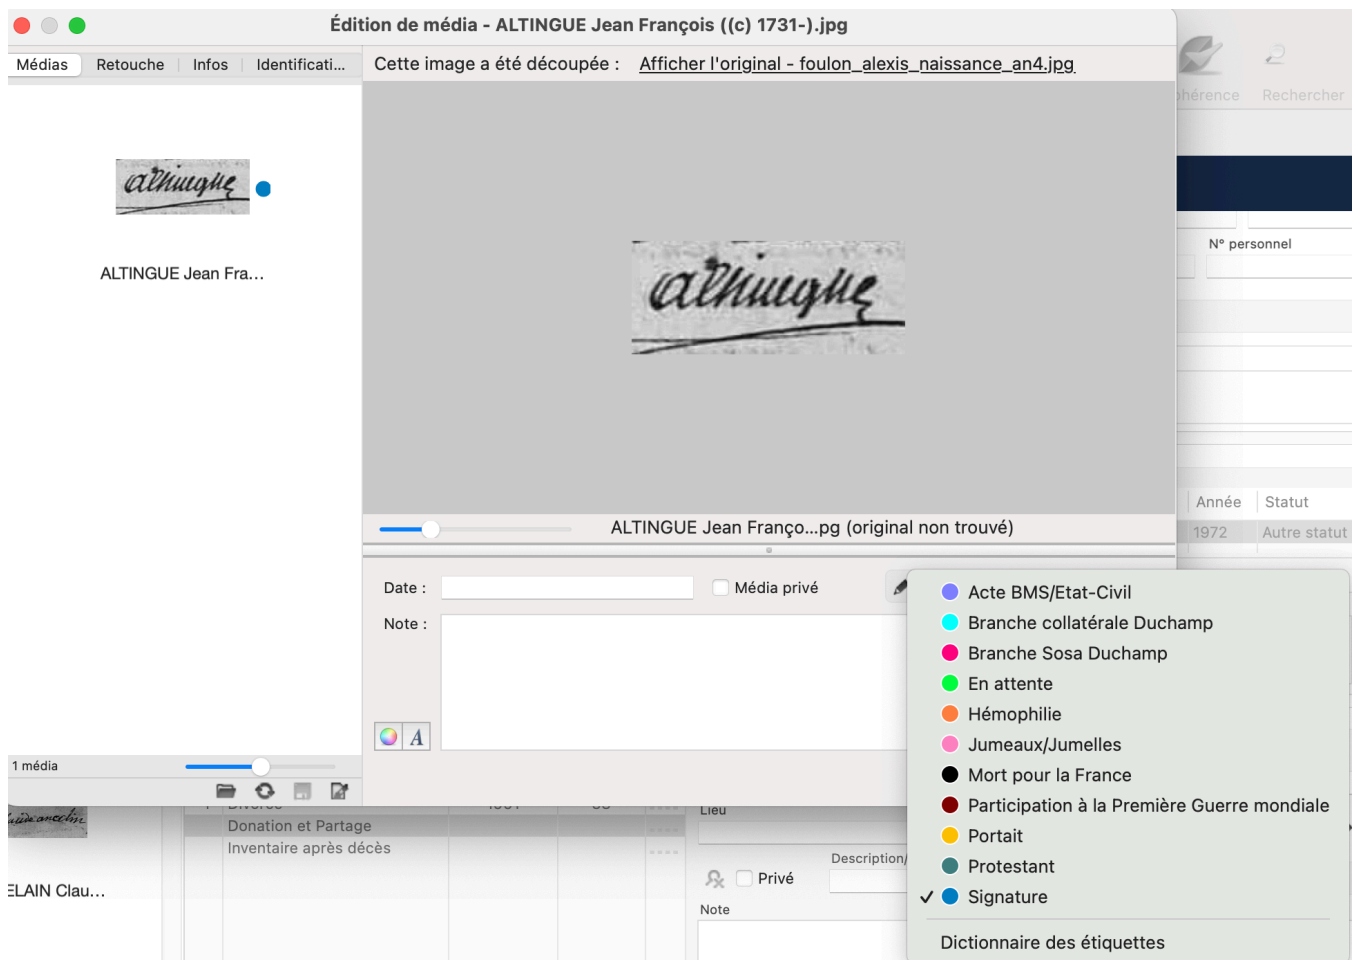 Édition de média - ALTINGUE Jean François ((c) 1731-).jpg
Médias
Retouche
Infos
Identificati...
Cette image a été découpée :
Afficher l'original - foulon_alexis_naissance_an4.jpg
ohérence
Rechercher
althingue
ALTINGUE Jean Fra...
althingue
N° personnel
Année
Statut
1972
Autre statut
ALTINGUE Jean Franço...pg (original non trouvé)
Date :
Média privé
Note :
A
1 média
Acte BMS/Etat-Civil
Branche collatérale Duchamp
Branche Sosa Duchamp
En attente
Hémophilie
Jumeaux/Jumelles
Mort pour la France
Participation à la Première Guerre mondiale
Portait
Protestant
Signature
Dictionnaire des étiquettes
Donation et Partage
Inventaire après décès
ELAIN Clau...
Lieu
Description/
Privé
Note